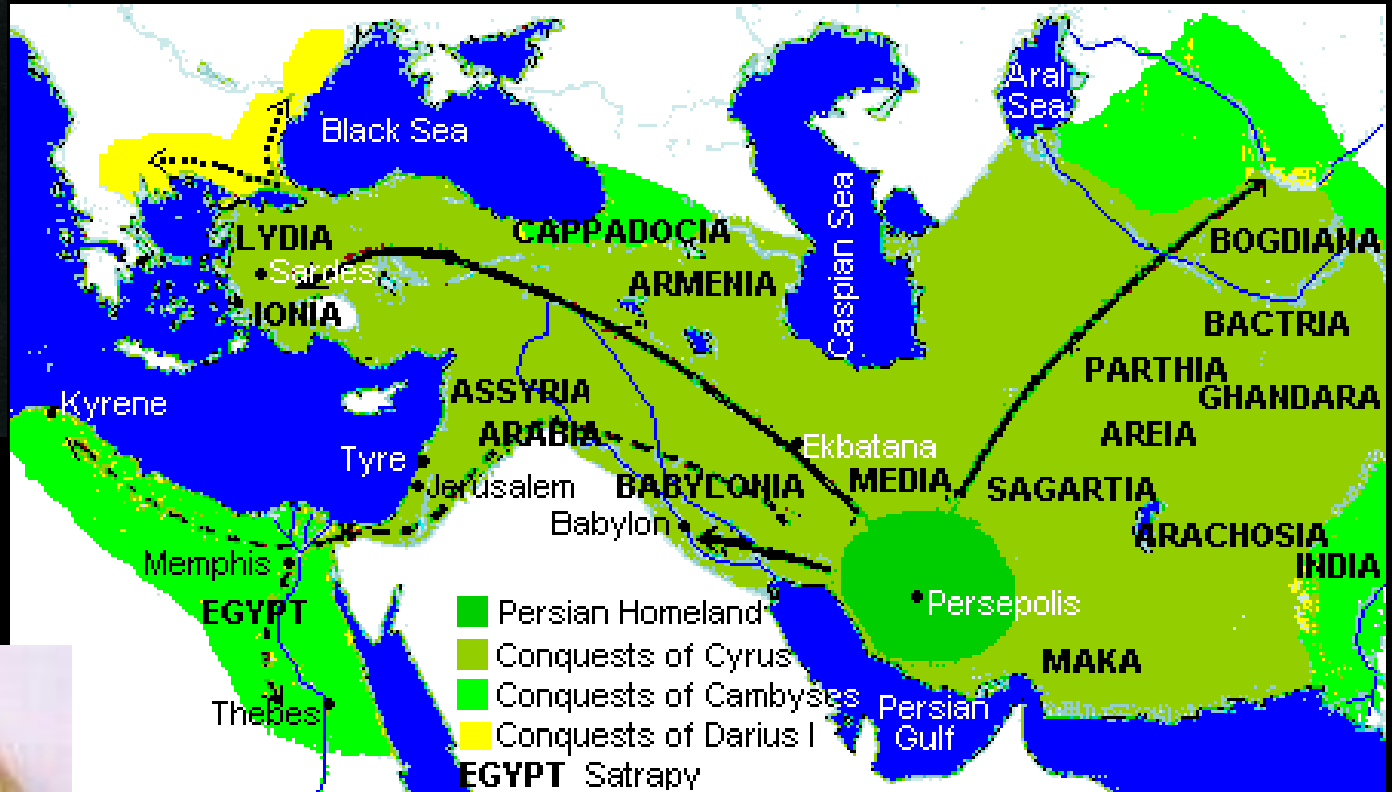 Aral
Sea
Black Sea
Caspian Sea
LYDIA
CAPPADOCIA
BOGDIANA
Sardes
ARMENIA
IONIA
BACTRIA
PARTHIA
ASSYRIA
GHANDARA
Kyrene
ARABIA
AREIA
Ekbatana
Tyre
MEDIA
Jerusalem
BABYLONIA
SAGARTIA
Babylon
ARACHOSIA
Memphis
INDIA
EGYPT
Persian Homeland
Persepolis
Conquests of Cyrus
MAKA
Conquests of Cambyses
Thebes
Persian
Gulf
Conquests of Darius I
EGYPT Satrapy